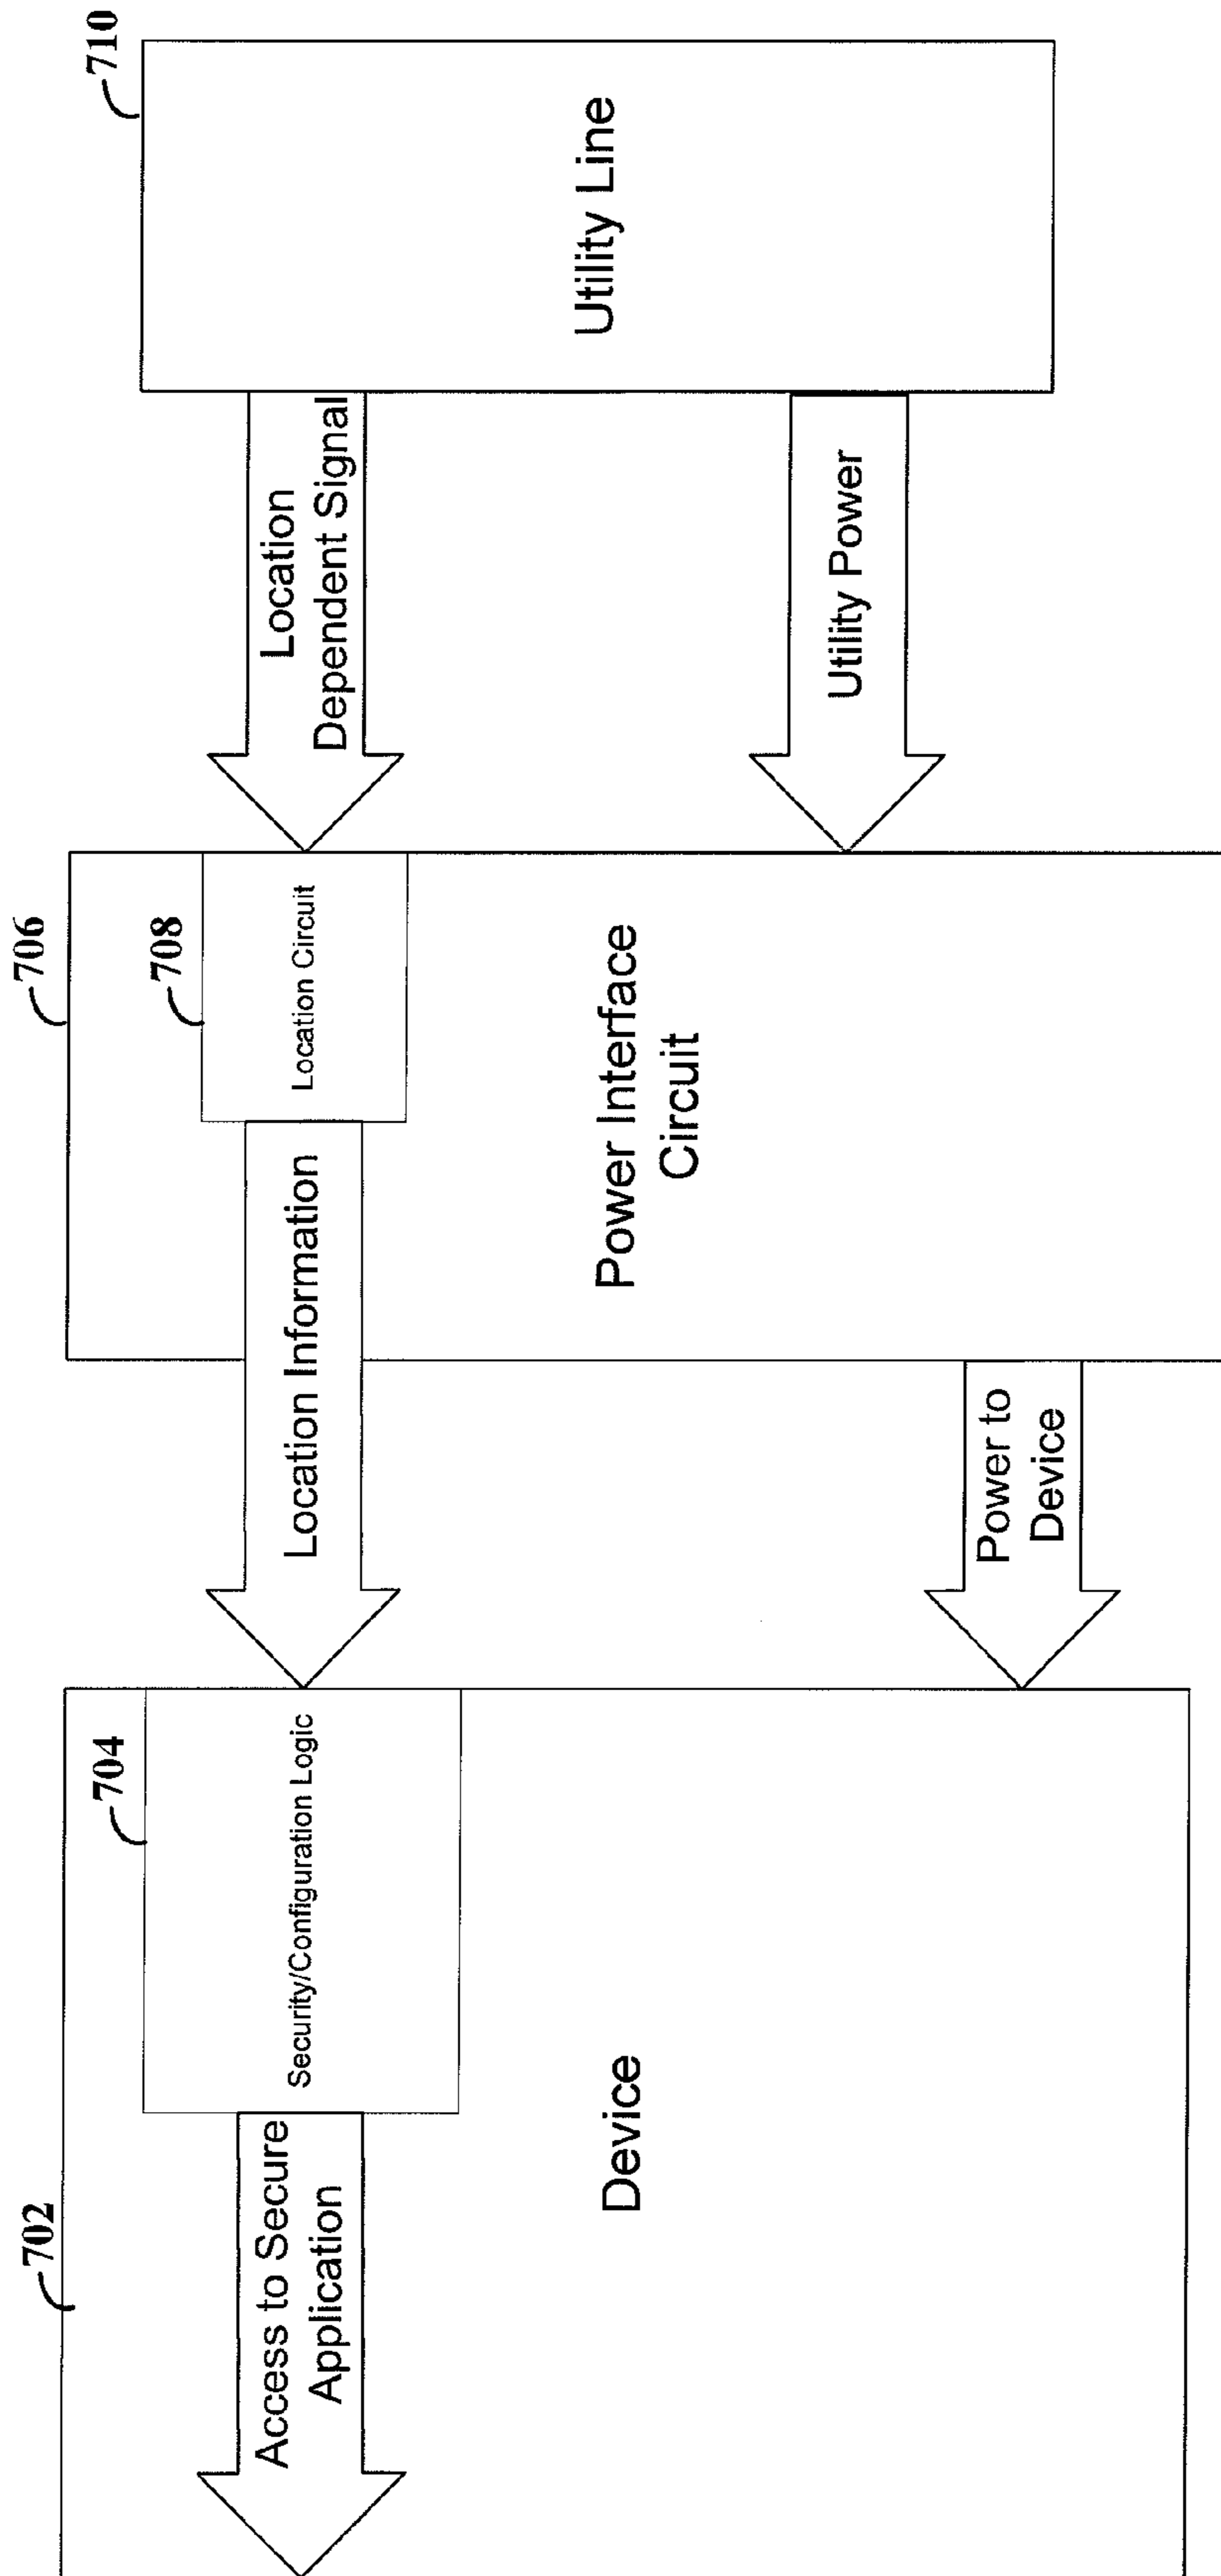 710
Utility Line
Location
Dependent Signal
Utility Power
706
708
Location Circuit
Power Interface
Circuit
Location Information
Power to
Device
704
Security/Configuration Logic
702
Device
Access to Secure
Application